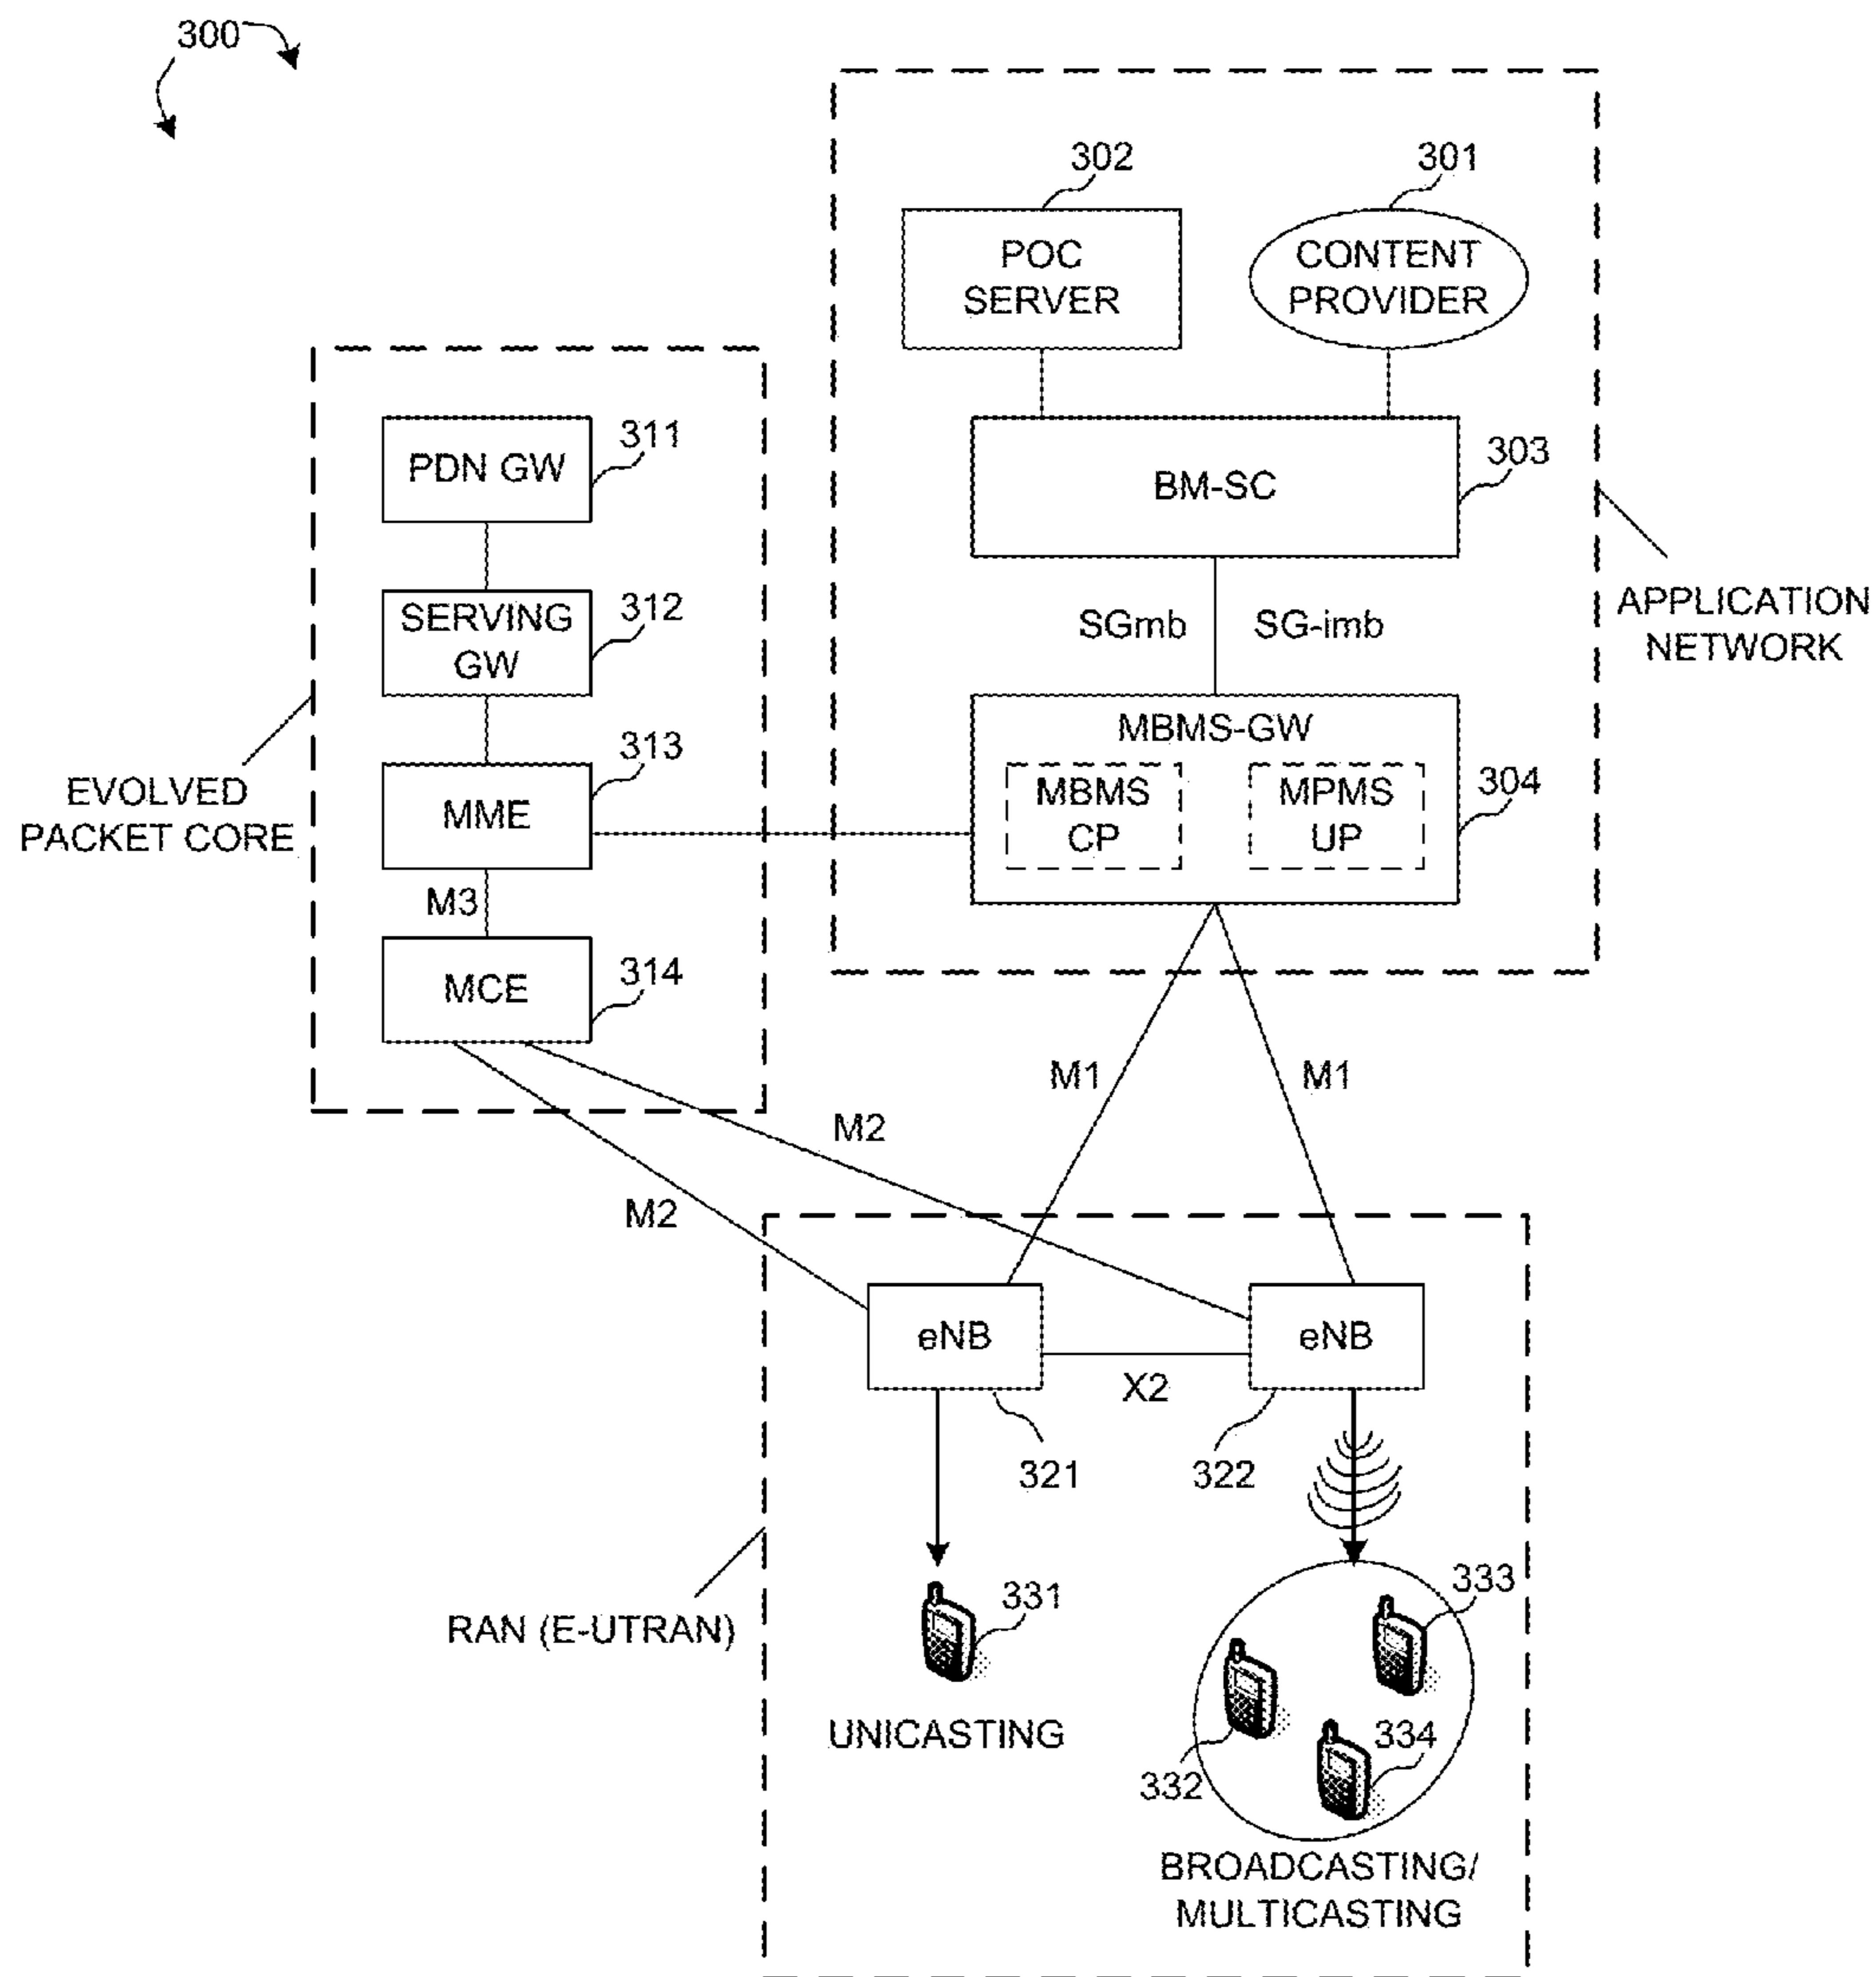 300
302
301
POC
SERVER
CONTENT
PROVIDER
311
PDN GW
303
BM-SC
312
SERVING
GW
SGmb
SG-imb
APPLICATION
NETWORK
313
MME
MBMS-GW
304
MBMS
CP
MPMS
UP
EVOLVED
PACKET CORE
M3
314
MCE
M1
M1
M2
M2
eNB
eNB
X2
321
322
RAN (E-UTRAN)
331
333
332
334
UNICASTING
BROADCASTING/
MULTICASTING